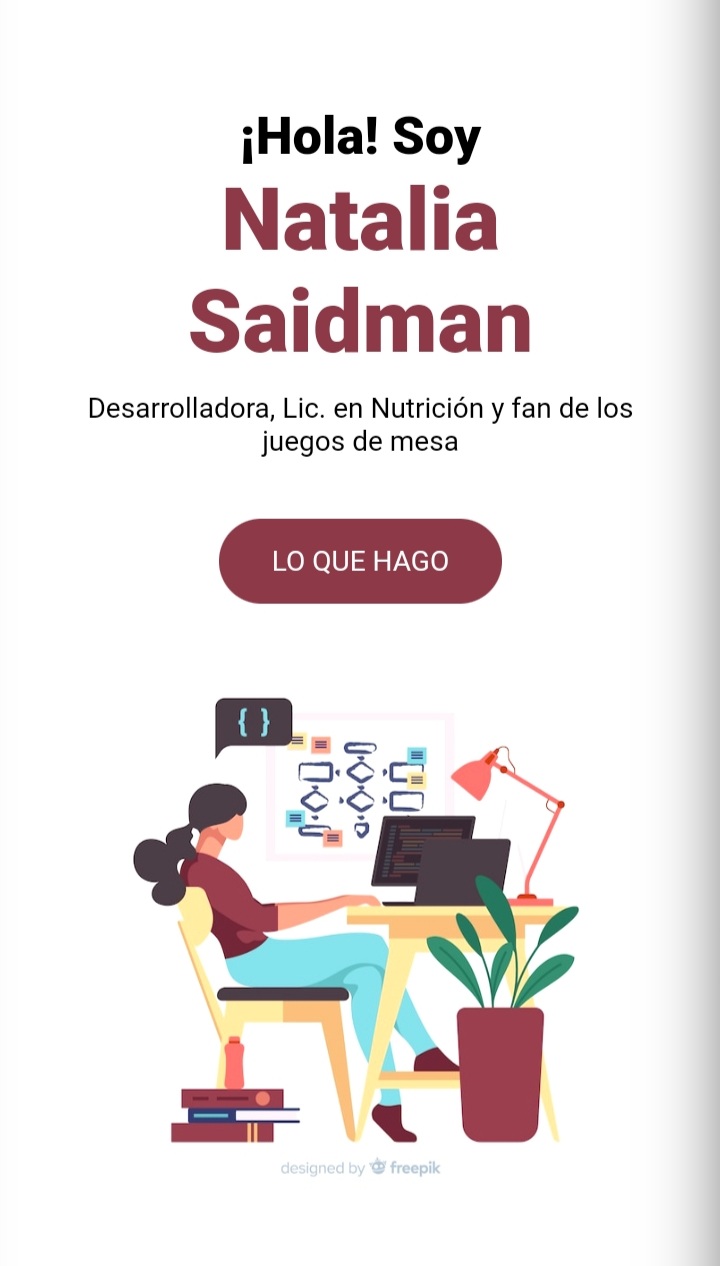 ¡Hola! Soy
Natalia
Saidman
Desarrolladora, Lic. en Nutrición y fan de los
juegos de mesa
LO QUE HAGO
{ }
designed by freepik